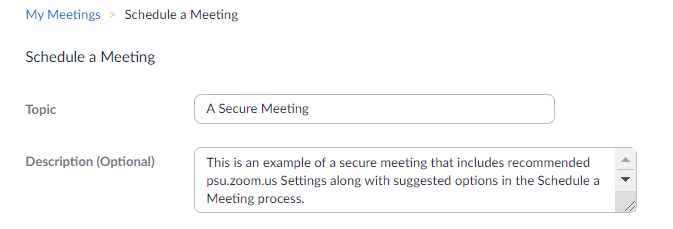 My Meetings > Schedule a Meeting
Schedule a Meeting
Topic A Secure Meeting
Description (Optional) This is an example of a secure meeting that includes recommended
psu.zoom.us Settings along with suggested options in the Schedule a
Meeting process.